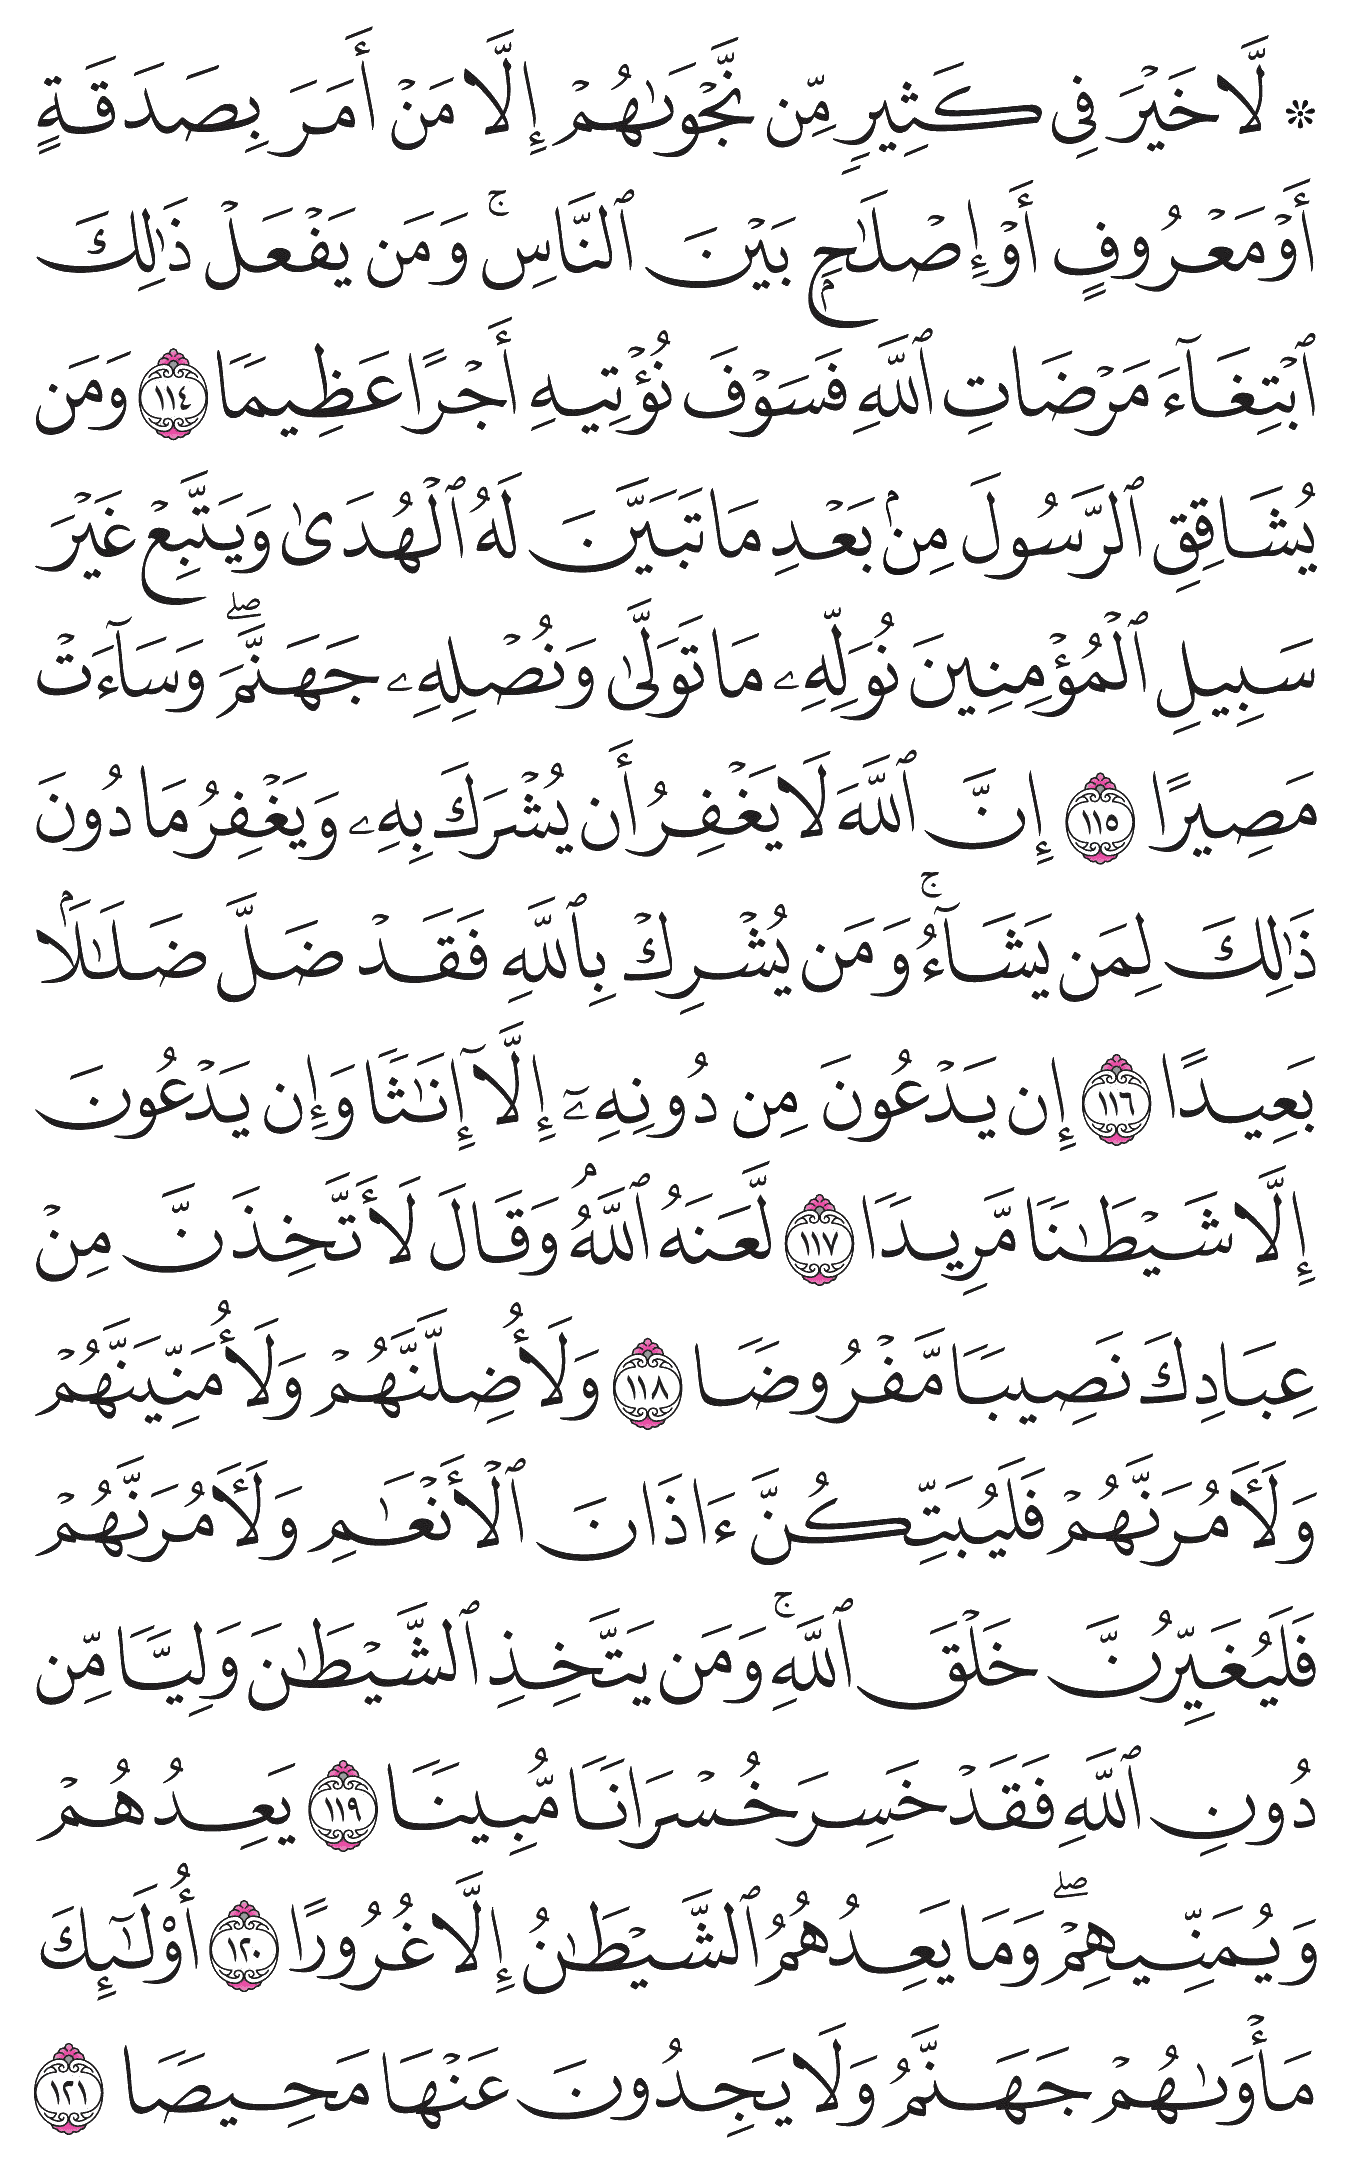 ۞ لَّا خَيْرَ فِي كَثِيرٍ مِّن نَّجْوَىٰهُمْ إِلَّا مَنْ أَمَرَ بِصَدَقَةٍ
أَوْ مَعْرُوفٍ أَوْ إِصْلَٰحٍۭ بَيْنَ ٱلنَّاسِۚ وَمَن يَفْعَلْ ذَٰلِكَ
ٱبْتِغَآءَ مَرْضَاتِ ٱللَّهِ فَسَوْفَ نُؤْتِيهِ أَجْرًا عَظِيمًا ١١٤ وَمَن
يُشَاقِقِ ٱلرَّسُولَ مِنۢ بَعْدِ مَا تَبَيَّنَ لَهُ ٱلْهُدَىٰ وَيَتَّبِعْ غَيْرَ
سَبِيلِ ٱلْمُؤْمِنِينَ نُوَلِّهِۦ مَا تَوَلَّىٰ وَنُصْلِهِۦ جَهَنَّمَۖ وَسَآءَتْ
مَصِيرًا ١١٥ إِنَّ ٱللَّهَ لَا يَغْفِرُ أَن يُشْرَكَ بِهِۦ وَيَغْفِرُ مَا دُونَ
ذَٰلِكَ لِمَن يَشَآءُۚ وَمَن يُشْرِكْ بِٱللَّهِ فَقَدْ ضَلَّ ضَلَٰلًۢا
بَعِيدًا ١١٦ إِن يَدْعُونَ مِن دُونِهِۦٓ إِلَّآ إِنَٰثًا وَإِن يَدْعُونَ
إِلَّا شَيْطَٰنًا مَّرِيدًا ١١٧ لَّعَنَهُ ٱللَّهُۘ وَقَالَ لَأَتَّخِذَنَّ مِنْ
عِبَادِكَ نَصِيبًا مَّفْرُوضًا ١١٨ وَلَأُضِلَّنَّهُمْ وَلَأُمَنِّيَنَّهُمْ
وَلَءَامُرَنَّهُمْ فَلَيُبَتِّكُنَّ ءَاذَانَ ٱلْأَنْعَٰمِ وَلَءَامُرَنَّهُمْ
فَلَيُغَيِّرُنَّ خَلْقَ ٱللَّهِۚ وَمَن يَتَّخِذِ ٱلشَّيْطَٰنَ وَلِيًّا مِّن
دُونِ ٱللَّهِ فَقَدْ خَسِرَ خُسْرَانًا مُّبِينًا ١١٩ يَعِدُهُمْ
وَيُمَنِّيهِمْۖ وَمَا يَعِدُهُمُ ٱلشَّيْطَٰنُ إِلَّا غُرُورًا ١٢٠ أُو۟لَٰٓئِكَ
مَأْوَىٰهُمْ جَهَنَّمُ وَلَا يَجِدُونَ عَنْهَا مَحِيصًا ١٢١